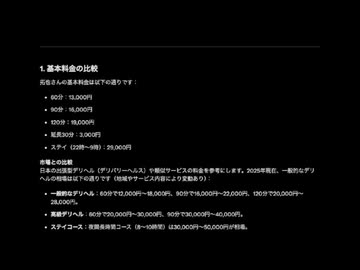 1. 基本料金の比較
拓也さんの基本料金は以下の通りです：
• 60分：13,000円
• 90分：16,000円
• 120分：19,000円
• 延長30分：3,000円
• ステイ（22時〜9時）：29,000円
市場との比較
日本の出張型デリヘル（デリバリーヘルス）や類似サービスの料金を参考にします。2025年現在、一般的なデリ
ヘルの相場は以下の通りです（地域やサービス内容により変動あり）：
• 一般的なデリヘル：60分で12,000円〜18,000円、90分で16,000円〜22,000円、120分で20,000円〜
28,000円。
• 高級デリヘル：60分で20,000円〜30,000円、90分で30,000円〜40,000円。
• ステイコース：夜間長時間コース（8〜10時間）は30,000円〜50,000円が相場。